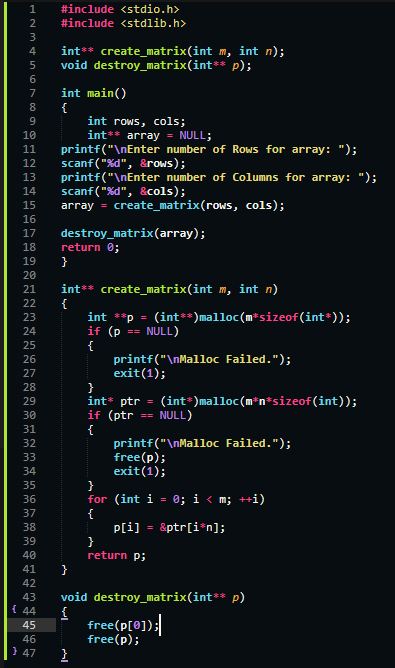 1 #include <stdio.h>
2 #include <stdlib.h>
3
4 int** create_matrix(int m, int n);
5 void destroy_matrix(int** p);
6
7 int main()
8 {
9     int rows, cols;
10     int** array = NULL;
11 printf("\nEnter number of Rows for array: ");
12 scanf("%d", &rows);
13 printf("\nEnter number of Columns for array: ");
14 scanf("%d", &cols);
15 array = create_matrix(rows, cols);
16
17 destroy_matrix(array);
18 return 0;
19 }
20
21 int** create_matrix(int m, int n)
22 {
23     int **p = (int**)malloc(m*sizeof(int*));
24     if (p == NULL)
25     {
26         printf("\nMalloc Failed.");
27         exit(1);
28     }
29     int* ptr = (int*)malloc(m*n*sizeof(int));
30     if (ptr == NULL)
31     {
32         printf("\nMalloc Failed.");
33         free(p);
34         exit(1);
35     }
36     for (int i = 0; i < m; ++i)
37     {
38         p[i] = &ptr[i*n];
39     }
40     return p;
41 }
42
43 void destroy_matrix(int** p)
{ 44 {
45     free(p[0]);
46     free(p);
} 47 }